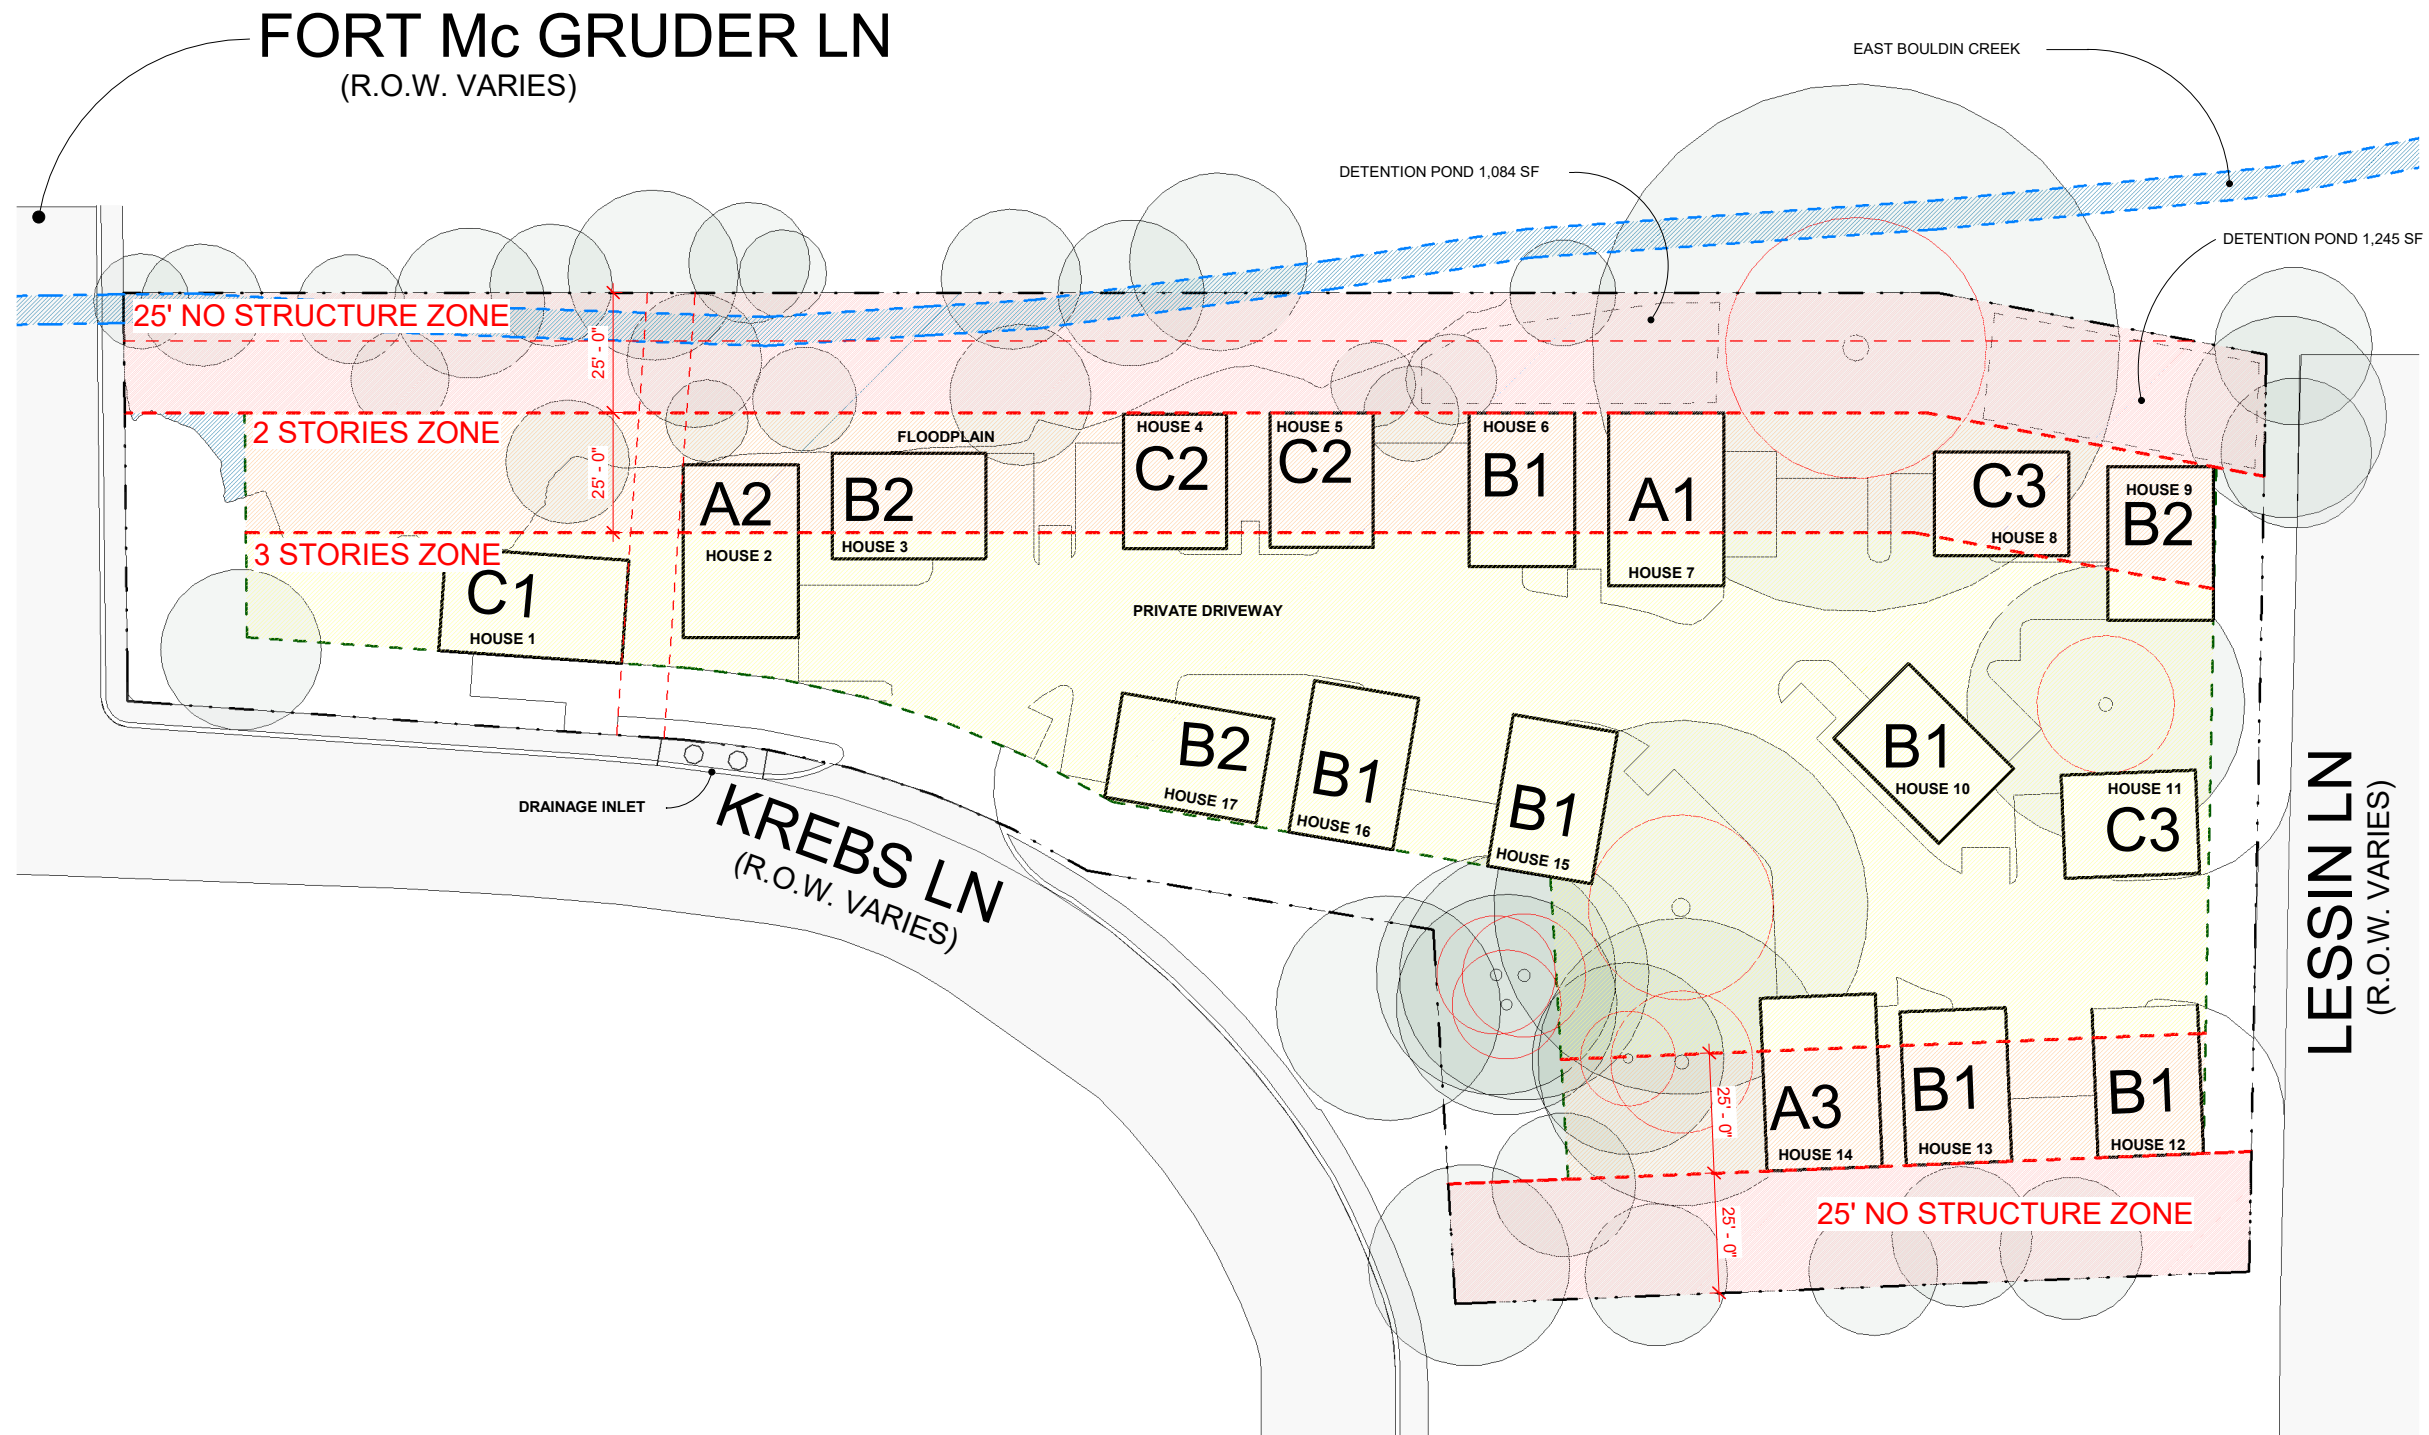 FORT Mc GRUDER LN
(R.O.W. VARIES)
EAST BOULDIN CREEK
DETENTION POND 1,084 SF
DETENTION POND 1,245 SF
25' NO STRUCTURE ZONE
25' - 0"
2 STORIES ZONE
25' - 0"
3 STORIES ZONE
FLOODPLAIN
C1
HOUSE 1
A2
HOUSE 2
B2
HOUSE 3
HOUSE 4
C2
HOUSE 5
C2
HOUSE 6
B1
A1
HOUSE 7
C3
HOUSE 8
HOUSE 9
B2
PRIVATE DRIVEWAY
B2
HOUSE 17
B1
HOUSE 16
B1
HOUSE 15
B1
HOUSE 10
HOUSE 11
C3
DRAINAGE INLET
KREBS LN
(R.O.W. VARIES)
LESSIN LN
(R.O.W. VARIES)
25' - 0"
A3
HOUSE 14
B1
HOUSE 13
B1
HOUSE 12
25' - 0"
25' NO STRUCTURE ZONE